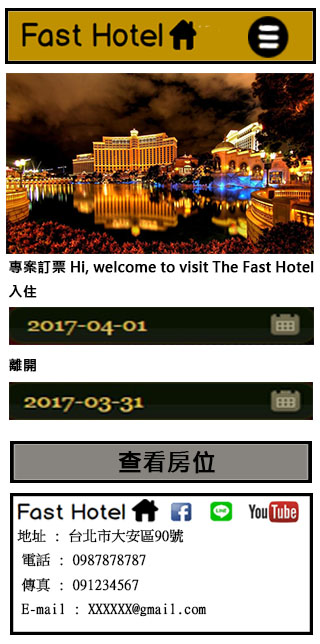 Fast Hotel
專案訂票 Hi, welcome to visit The Fast Hotel
入住
2017-04-01
離開
2017-03-31
查看房位
Fast Hotel f LINE YouTube
地址 : 台北市大安區90號
電話 : 0987878787
傳真 : 091234567
E-mail : XXXXXX@gmail.com